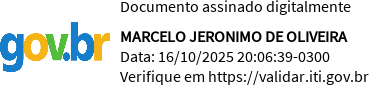 Documento assinado digitalmente
gov.br
MARCELO JERONIMO DE OLIVEIRA
Data: 16/10/2025 20:06:39-0300
Verifique em https://validar.iti.gov.br